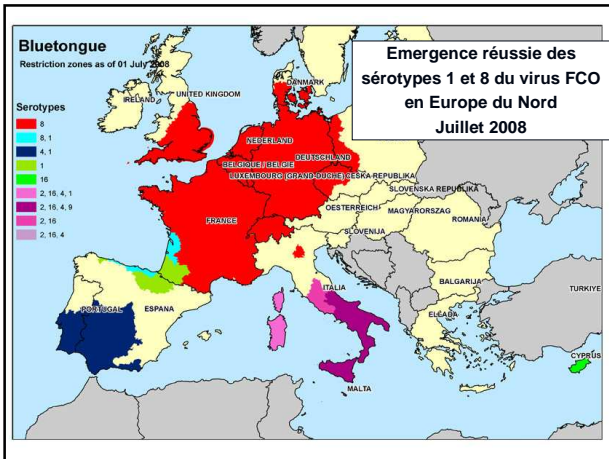 Bluetongue
Restriction zones as of 01 July 2008
Emergence réussie des
sérotypes 1 et 8 du virus FCO
en Europe du Nord
Juillet 2008
Serotypes
8
8, 1
4, 1
1
16
2, 16, 4, 1
2, 16, 4, 9
2, 16
2, 16, 4
IRELAND
UNITED KINGDOM
DANMARK
NEDERLAND
BELGIQUE / BELGIE
DEUTSCHLAND
LUXEMBOURG (GRAND-DUCHE)
CESKA REPUBLIKA
SLOVENSKA REPUBLIKA
FRANCE
OESTERREICH
MAGYARORSZAG
ROMANIA
SLOVENIJA
ITALIA
BALGARIJA
PORTUGAL
ESPANA
ELLADA
TURKIYE
CYPRUS
MALTA